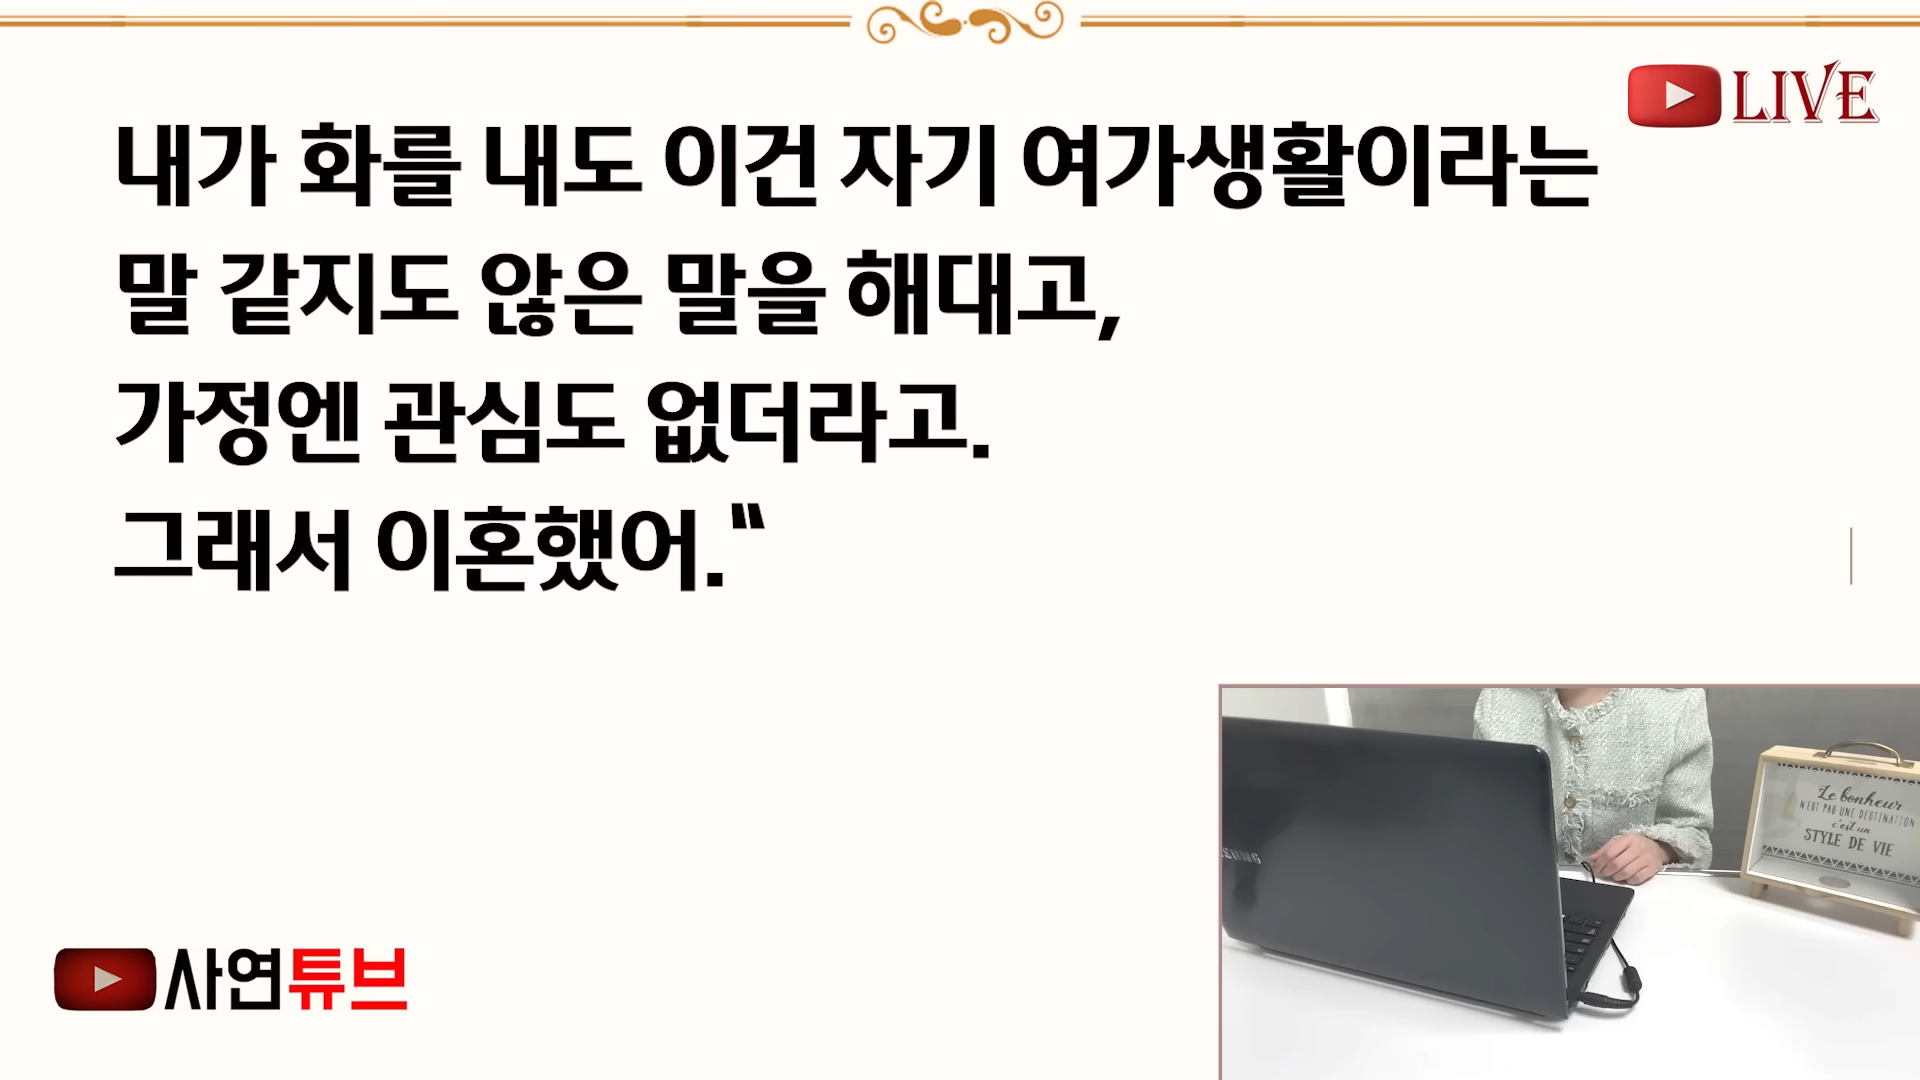 LIVE
내가 화를 내도 이건 자기 여가생활이라는
말 같지도 않은 말을 해대고,
가정엔 관심도 없더라고.
그래서 이혼했어.“
Le bonheur
N'EST PAS UNE DESTINATION
c'est un
STYLE DE VIE
SUNG
사연튜브